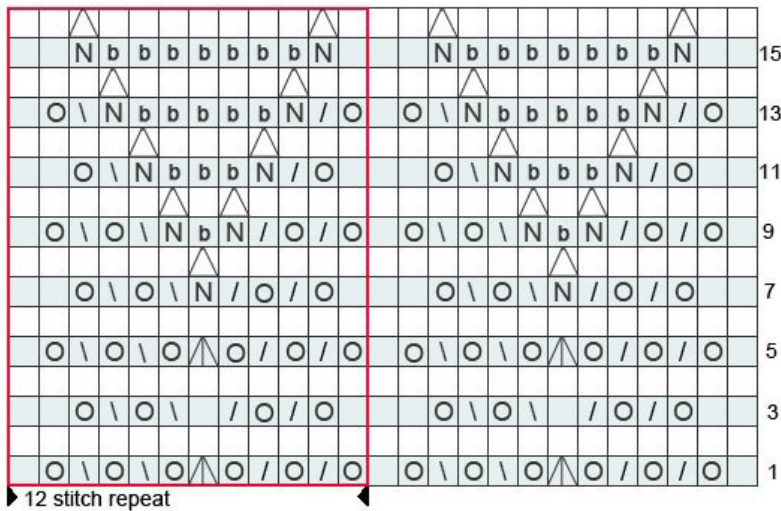 N b b b b b b b N N b b b b b b b N 15
O \ N b b b b b N / O O \ N b b b b b N / O 13
O \ N b b b N / O O \ N b b b N / O 11
O \ O \ N b N / O / O O \ O \ N b N / O / O 9
O \ O \ N / O / O O \ O \ N / O / O 7
O \ O \ O O / O / O O \ O \ O O / O / O 5
O \ O \ / O / O O \ O \ / O / O 3
O \ O \ O O / O / O O \ O \ O O / O / O 1
12 stitch repeat